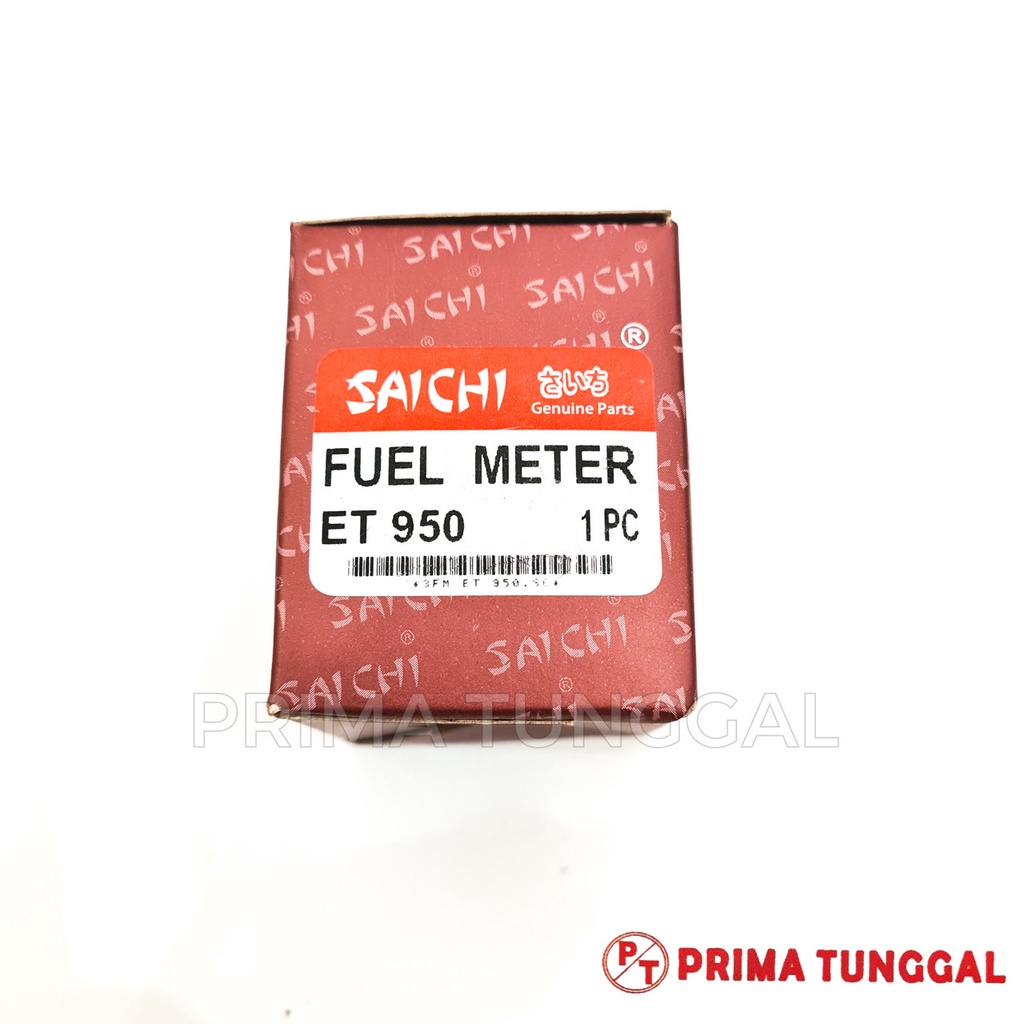 SAICHI
SAICHI ®
SAICHI ®
®
SAICHI さいち
Genuine Parts
FUEL METER
ET 950 1 PC
SAICHI ®
SAICHI ®
SAICHI
PRIMA TUNGGAL
PT PRIMA TUNGGAL